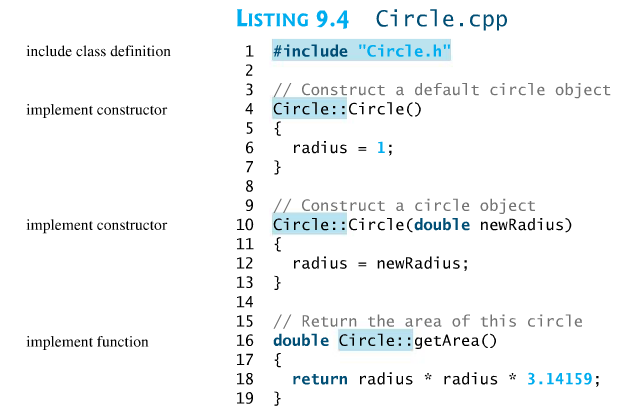 LISTING 9.4 Circle.cpp
include class definition 1 #include "Circle.h"
2
3 // Construct a default circle object
implement constructor 4 Circle::Circle()
5 {
6 radius = 1;
7 }
8
9 // Construct a circle object
implement constructor 10 Circle::Circle(double newRadius)
11 {
12 radius = newRadius;
13 }
14
15 // Return the area of this circle
implement function 16 double Circle::getArea()
17 {
18 return radius * radius * 3.14159;
19 }